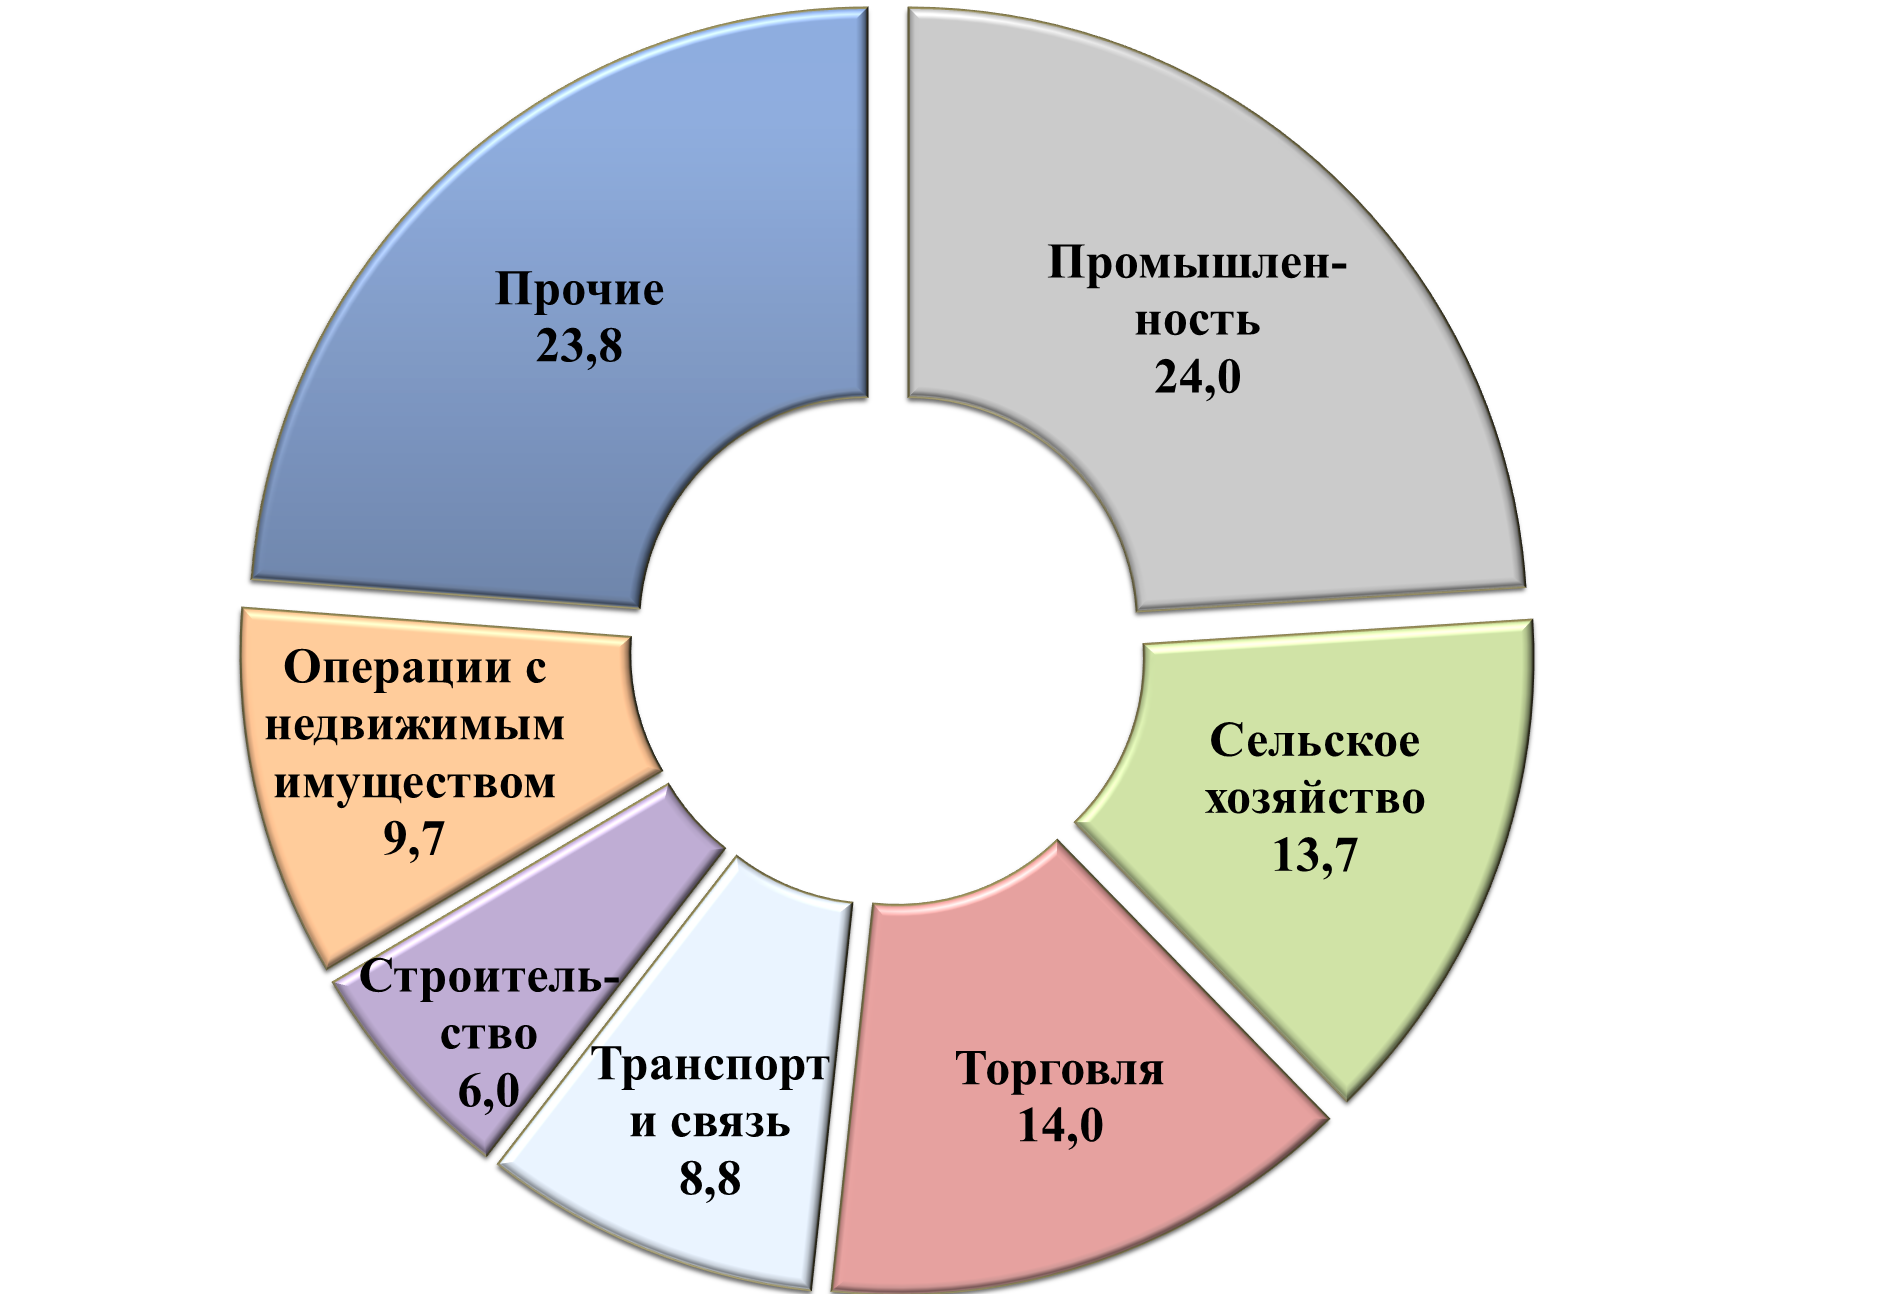 Прочие
23,8
Промышлен-
ность
24,0
Сельское
хозяйство
13,7
Торговля
14,0
Транспорт
и связь
8,8
Строитель-
ство
6,0
Операции с
недвижимым
имуществом
9,7